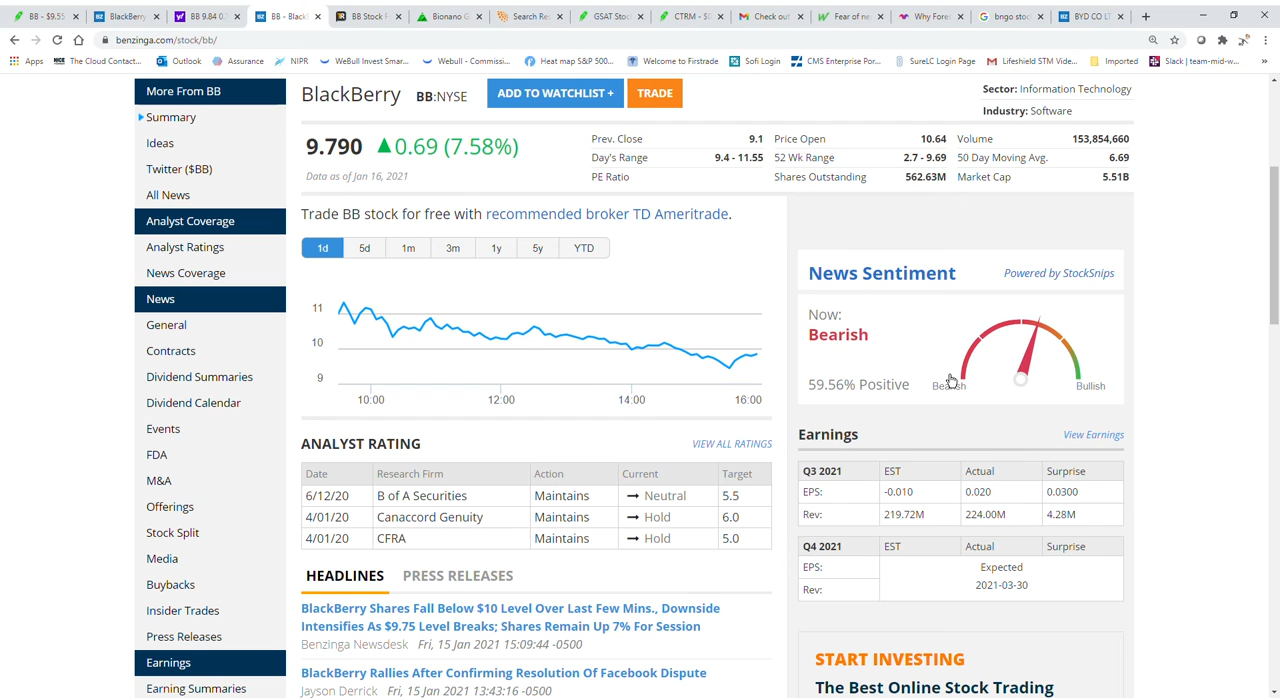 BB - $9.55
BlackBerry
BB 9.84 0.7
BB - Black
BB Stock F
Bionano G
Search Res
GSAT Stoc
CTRM - $
Check out
Fear of ne
Why Fores
bngo stoc
BYD CO LT
benzinga.com/stock/bb/
Apps
The Cloud Contact...
Outlook
Assurance
NIPR
WeBull Invest Smar...
Webull - Commissi...
Heat map S&P 500...
Welcome to Firstrade
Sofi Login
CMS Enterprise Por...
SureLC Login Page
Lifeshield STM Vide...
Imported
Slack | team-mid-w...
More From BB
Summary
Ideas
Twitter ($BB)
All News
Analyst Coverage
Analyst Ratings
News Coverage
News
General
Contracts
Dividend Summaries
Dividend Calendar
Events
FDA
M&A
Offerings
Stock Split
Media
Buybacks
Insider Trades
Press Releases
Earnings
Earning Summaries
BlackBerry BB:NYSE ADD TO WATCHLIST + TRADE
Sector: Information Technology
Industry: Software
9.790 ▲0.69 (7.58%)
Data as of Jan 16, 2021
Prev. Close 9.1 Price Open 10.64 Volume 153,854,660
Day's Range 9.4 - 11.55 52 Wk Range 2.7 - 9.69 50 Day Moving Avg. 6.69
PE Ratio Shares Outstanding 562.63M Market Cap 5.51B
Trade BB stock for free with recommended broker TD Ameritrade.
1d 5d 1m 3m 1y 5y YTD
11
10
9
10:00 12:00 14:00 16:00
ANALYST RATING VIEW ALL RATINGS
Date Research Firm Action Current Target
6/12/20 B of A Securities Maintains → Neutral 5.5
4/01/20 Canaccord Genuity Maintains → Hold 6.0
4/01/20 CFRA Maintains → Hold 5.0
HEADLINES PRESS RELEASES
BlackBerry Shares Fall Below $10 Level Over Last Few Mins., Downside
Intensifies As $9.75 Level Breaks; Shares Remain Up 7% For Session
Benzinga Newsdesk Fri, 15 Jan 2021 15:09:44 -0500
BlackBerry Rallies After Confirming Resolution Of Facebook Dispute
Jayson Derrick Fri, 15 Jan 2021 13:43:16 -0500
News Sentiment Powered by StockSnips
Now:
Bearish
59.56% Positive
Bearish Bullish
Earnings View Earnings
Q3 2021 EST Actual Surprise
EPS: -0.010 0.020 0.0300
Rev: 219.72M 224.00M 4.28M
Q4 2021 EST Actual Surprise
EPS: Expected
Rev: 2021-03-30
START INVESTING
The Best Online Stock Trading